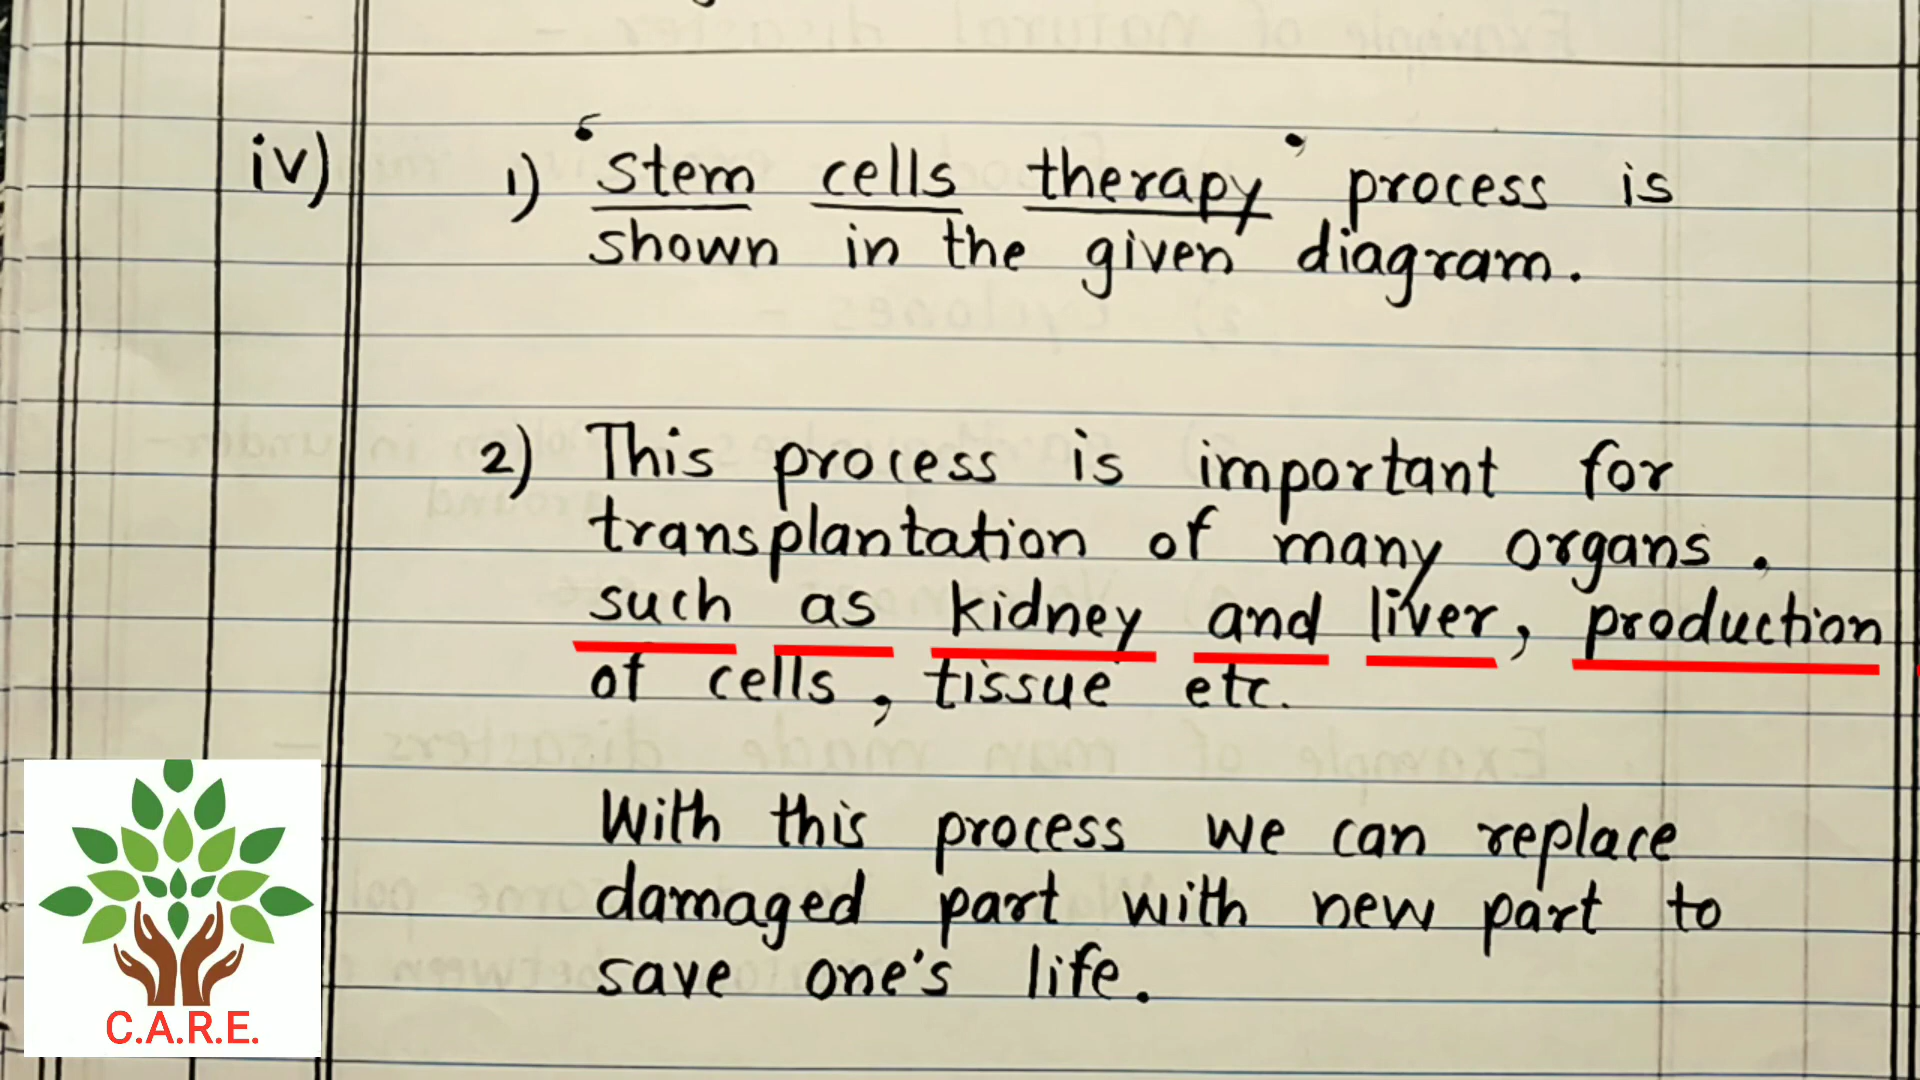 iv) 1) 'stem cells therapy' process is
shown in the given diagram.
2) This process is important for
transplantation of many organs.
such as kidney and liver, production
of cells, tissue etc.
With this process we can replace
damaged part with new part to
save one's life.
C.A.R.E.